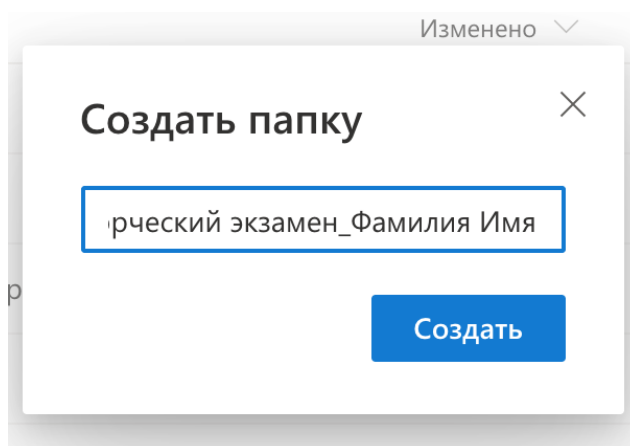 Изменено
Создать папку
рческий экзамен_Фамилия Имя
р
Создать